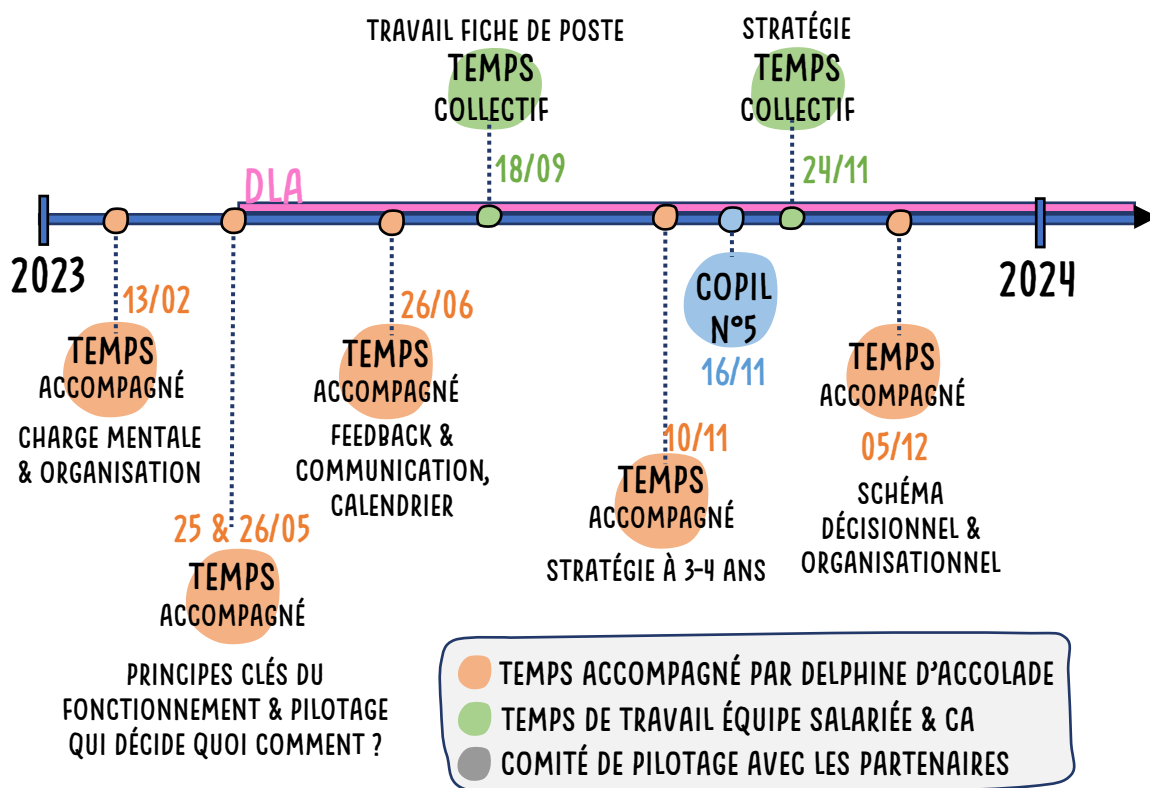 TRAVAIL FICHE DE POSTE
TEMPS
COLLECTIF
18/09
STRATÉGIE
TEMPS
COLLECTIF
24/11
DLA
2023
2024
13/02
TEMPS
ACCOMPAGNÉ
CHARGE MENTALE
& ORGANISATION
25 & 26/05
TEMPS
ACCOMPAGNÉ
PRINCIPES CLÉS DU
FONCTIONNEMENT & PILOTAGE
QUI DÉCIDE QUOI COMMENT ?
26/06
TEMPS
ACCOMPAGNÉ
FEEDBACK &
COMMUNICATION,
CALENDRIER
10/11
TEMPS
ACCOMPAGNÉ
STRATÉGIE À 3-4 ANS
COPIL
N°5
16/11
TEMPS
ACCOMPAGNÉ
05/12
SCHÉMA
DÉCISIONNEL &
ORGANISATIONNEL
TEMPS ACCOMPAGNÉ PAR DELPHINE D'ACCOLADE
TEMPS DE TRAVAIL ÉQUIPE SALARIÉE & CA
COMITÉ DE PILOTAGE AVEC LES PARTENAIRES